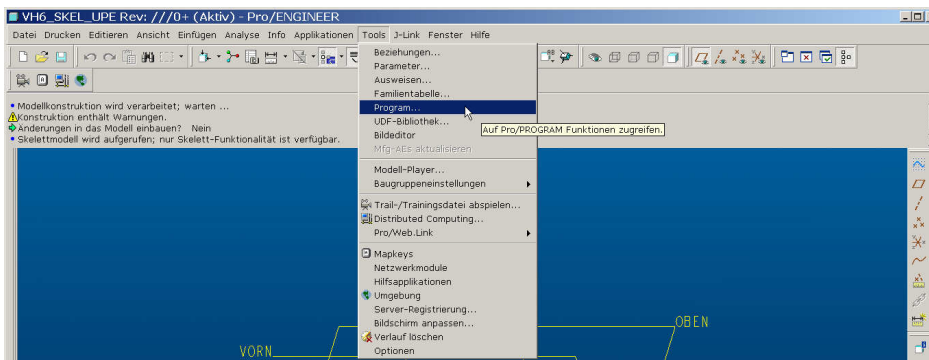 VH6_SKEL_UPE Rev: ///0+ (Aktiv) - Pro/ENGINEER
Datei Drucken Editieren Ansicht Einfügen Analyse Info Applikationen Tools J-Link Fenster Hilfe
Modellkonstruktion wird verarbeitet; warten ...
Konstruktion enthält Warnungen.
Änderungen in das Modell einbauen? Nein
Skelettmodell wird aufgerufen; nur Skelett-Funktionalität ist verfügbar.
Beziehungen...
Parameter...
Ausweisen...
Familientabelle...
Program...
UDF-Bibliothek...
Auf Pro/PROGRAM Funktionen zugreifen.
Bildeditor
Mfg-AEs aktualisieren
Modell-Player...
Baugruppeneinstellungen
Trail-/Trainingsdatei abspielen...
Distributed Computing...
Pro/Web.Link
Mapkeys
Netzwerkmodule
Hilfsapplikationen
Umgebung
Server-Registrierung...
Bildschirm anpassen...
Verlauf löschen
Optionen
OBEN
VORN